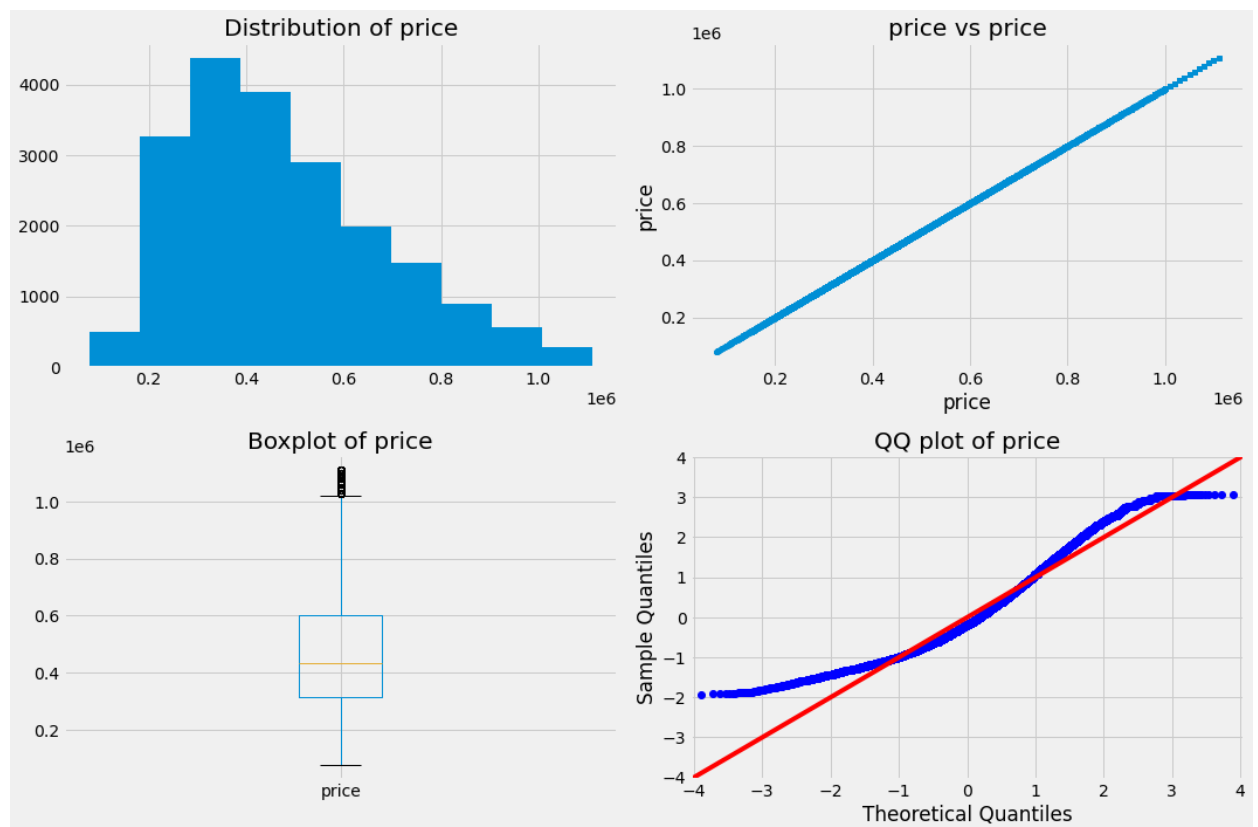 Distribution of price
4000
3000
2000
1000
0
0.2 0.4 0.6 0.8 1.0
1e6
price vs price
1e6
1.0
0.8
0.6
0.4
0.2
price
0.2 0.4 0.6 0.8 1.0
1e6
price
Boxplot of price
1e6
1.0
0.8
0.6
0.4
0.2
price
QQ plot of price
4
3
2
1
0
−1
−2
−3
−4
Sample Quantiles
−4 −3 −2 −1 0 1 2 3 4
Theoretical Quantiles